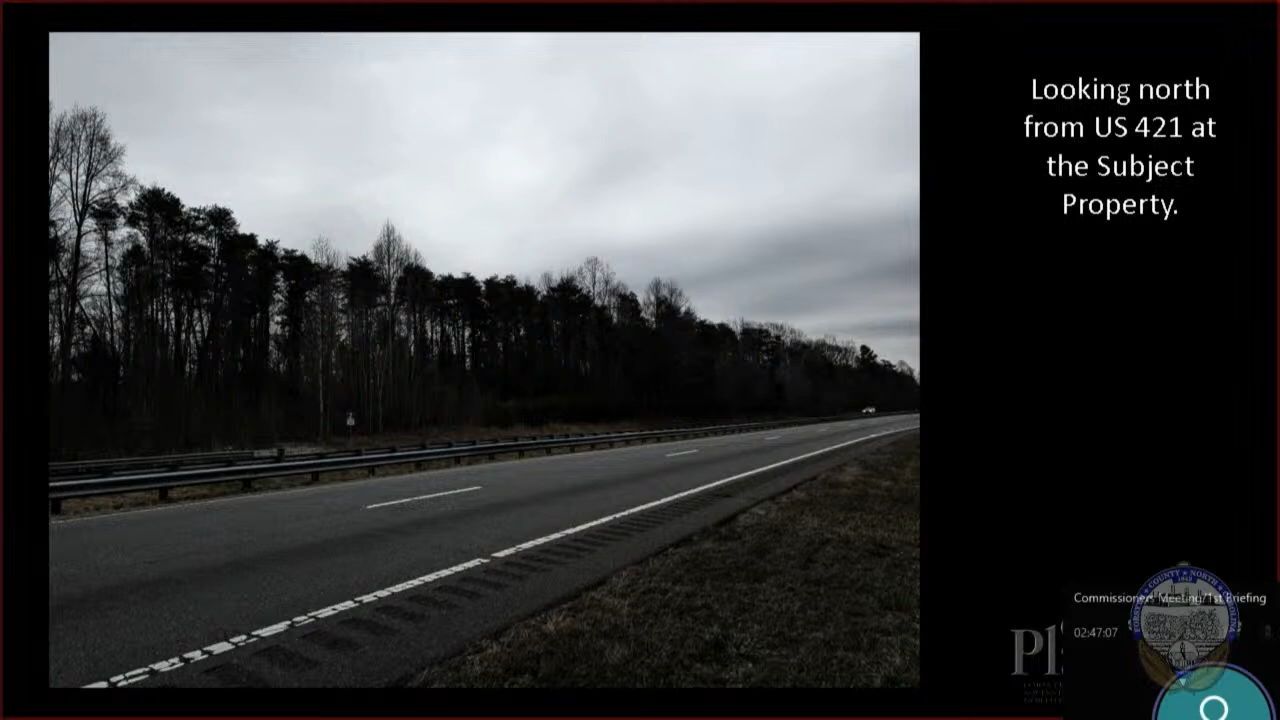 Looking north
from US 421 at
the Subject
Property.
Commissioners Meeting/1st Briefing
02:47:07